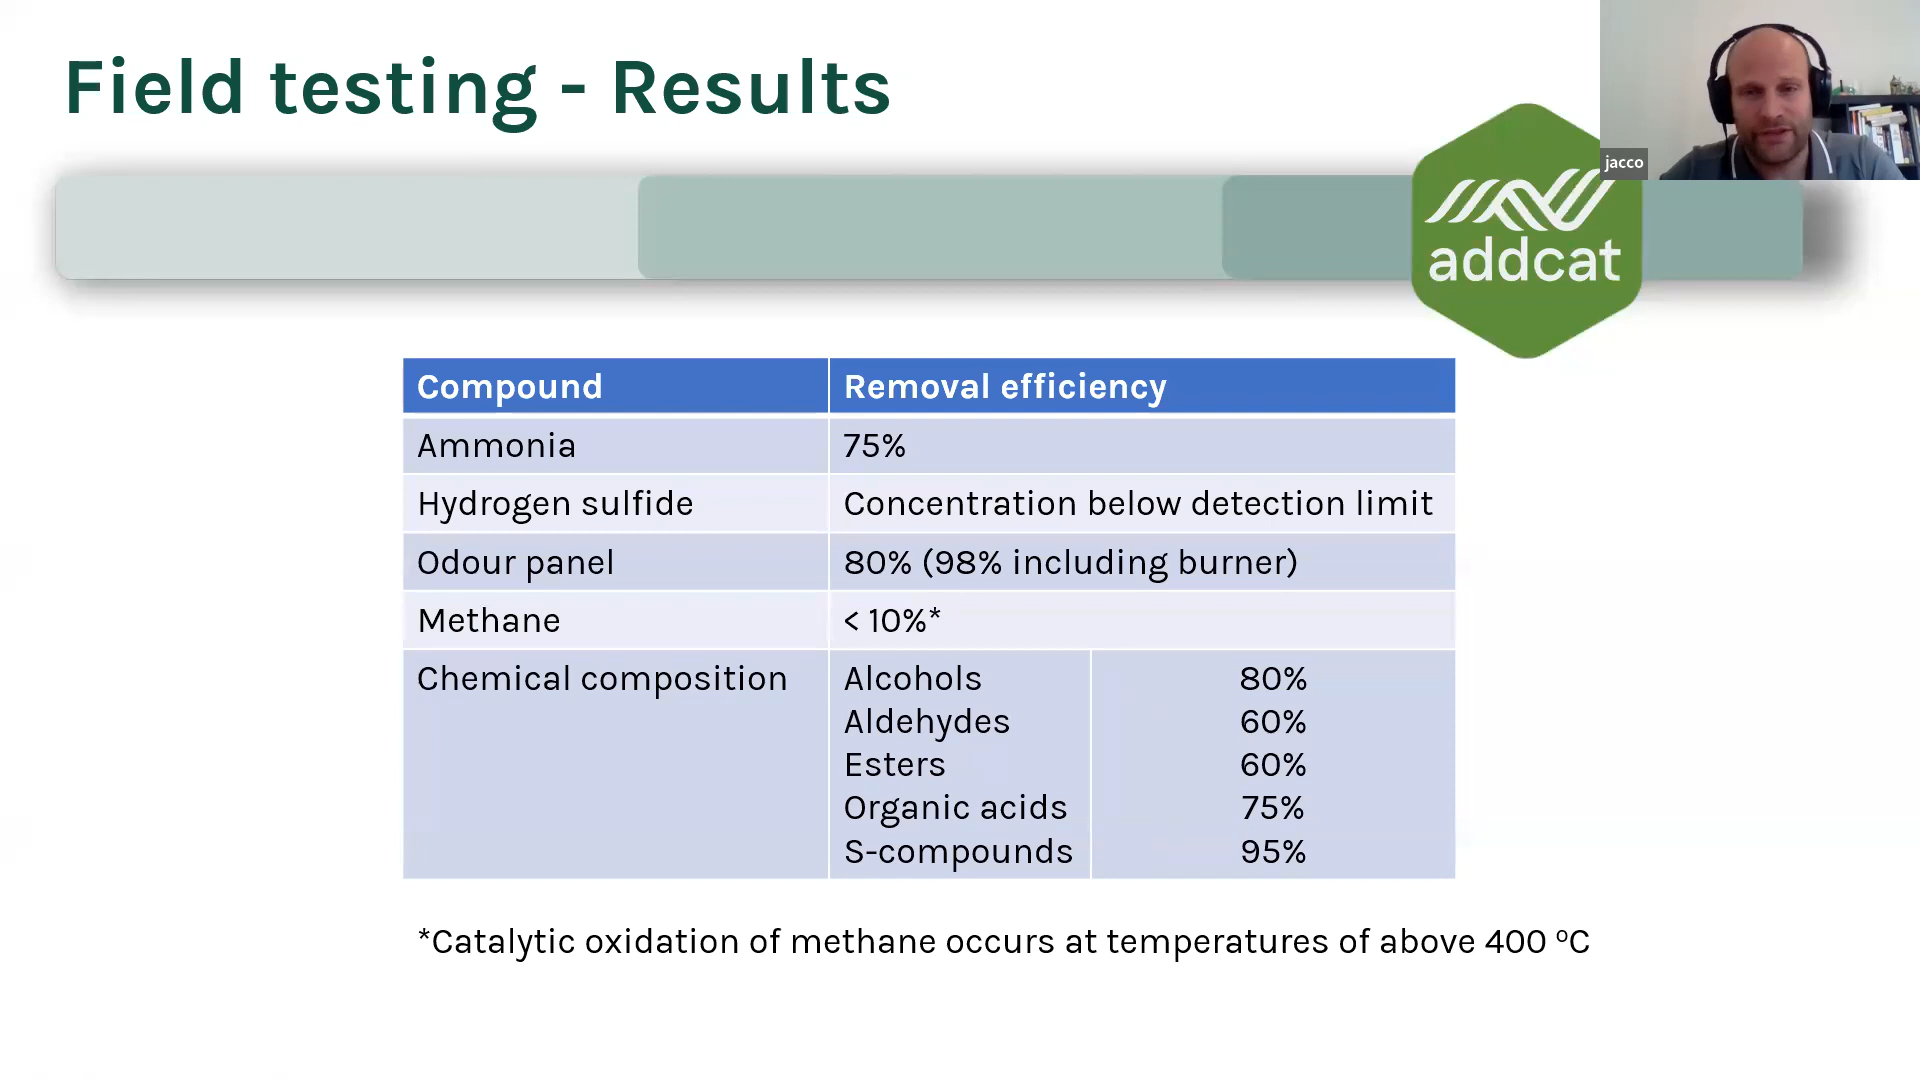 Field testing - Results
jacco
addcat
Compound Removal efficiency
Ammonia 75%
Hydrogen sulfide Concentration below detection limit
Odour panel 80% (98% including burner)
Methane < 10%*
Chemical composition Alcohols 80%
Aldehydes 60%
Esters 60%
Organic acids 75%
S-compounds 95%
*Catalytic oxidation of methane occurs at temperatures of above 400 ºC